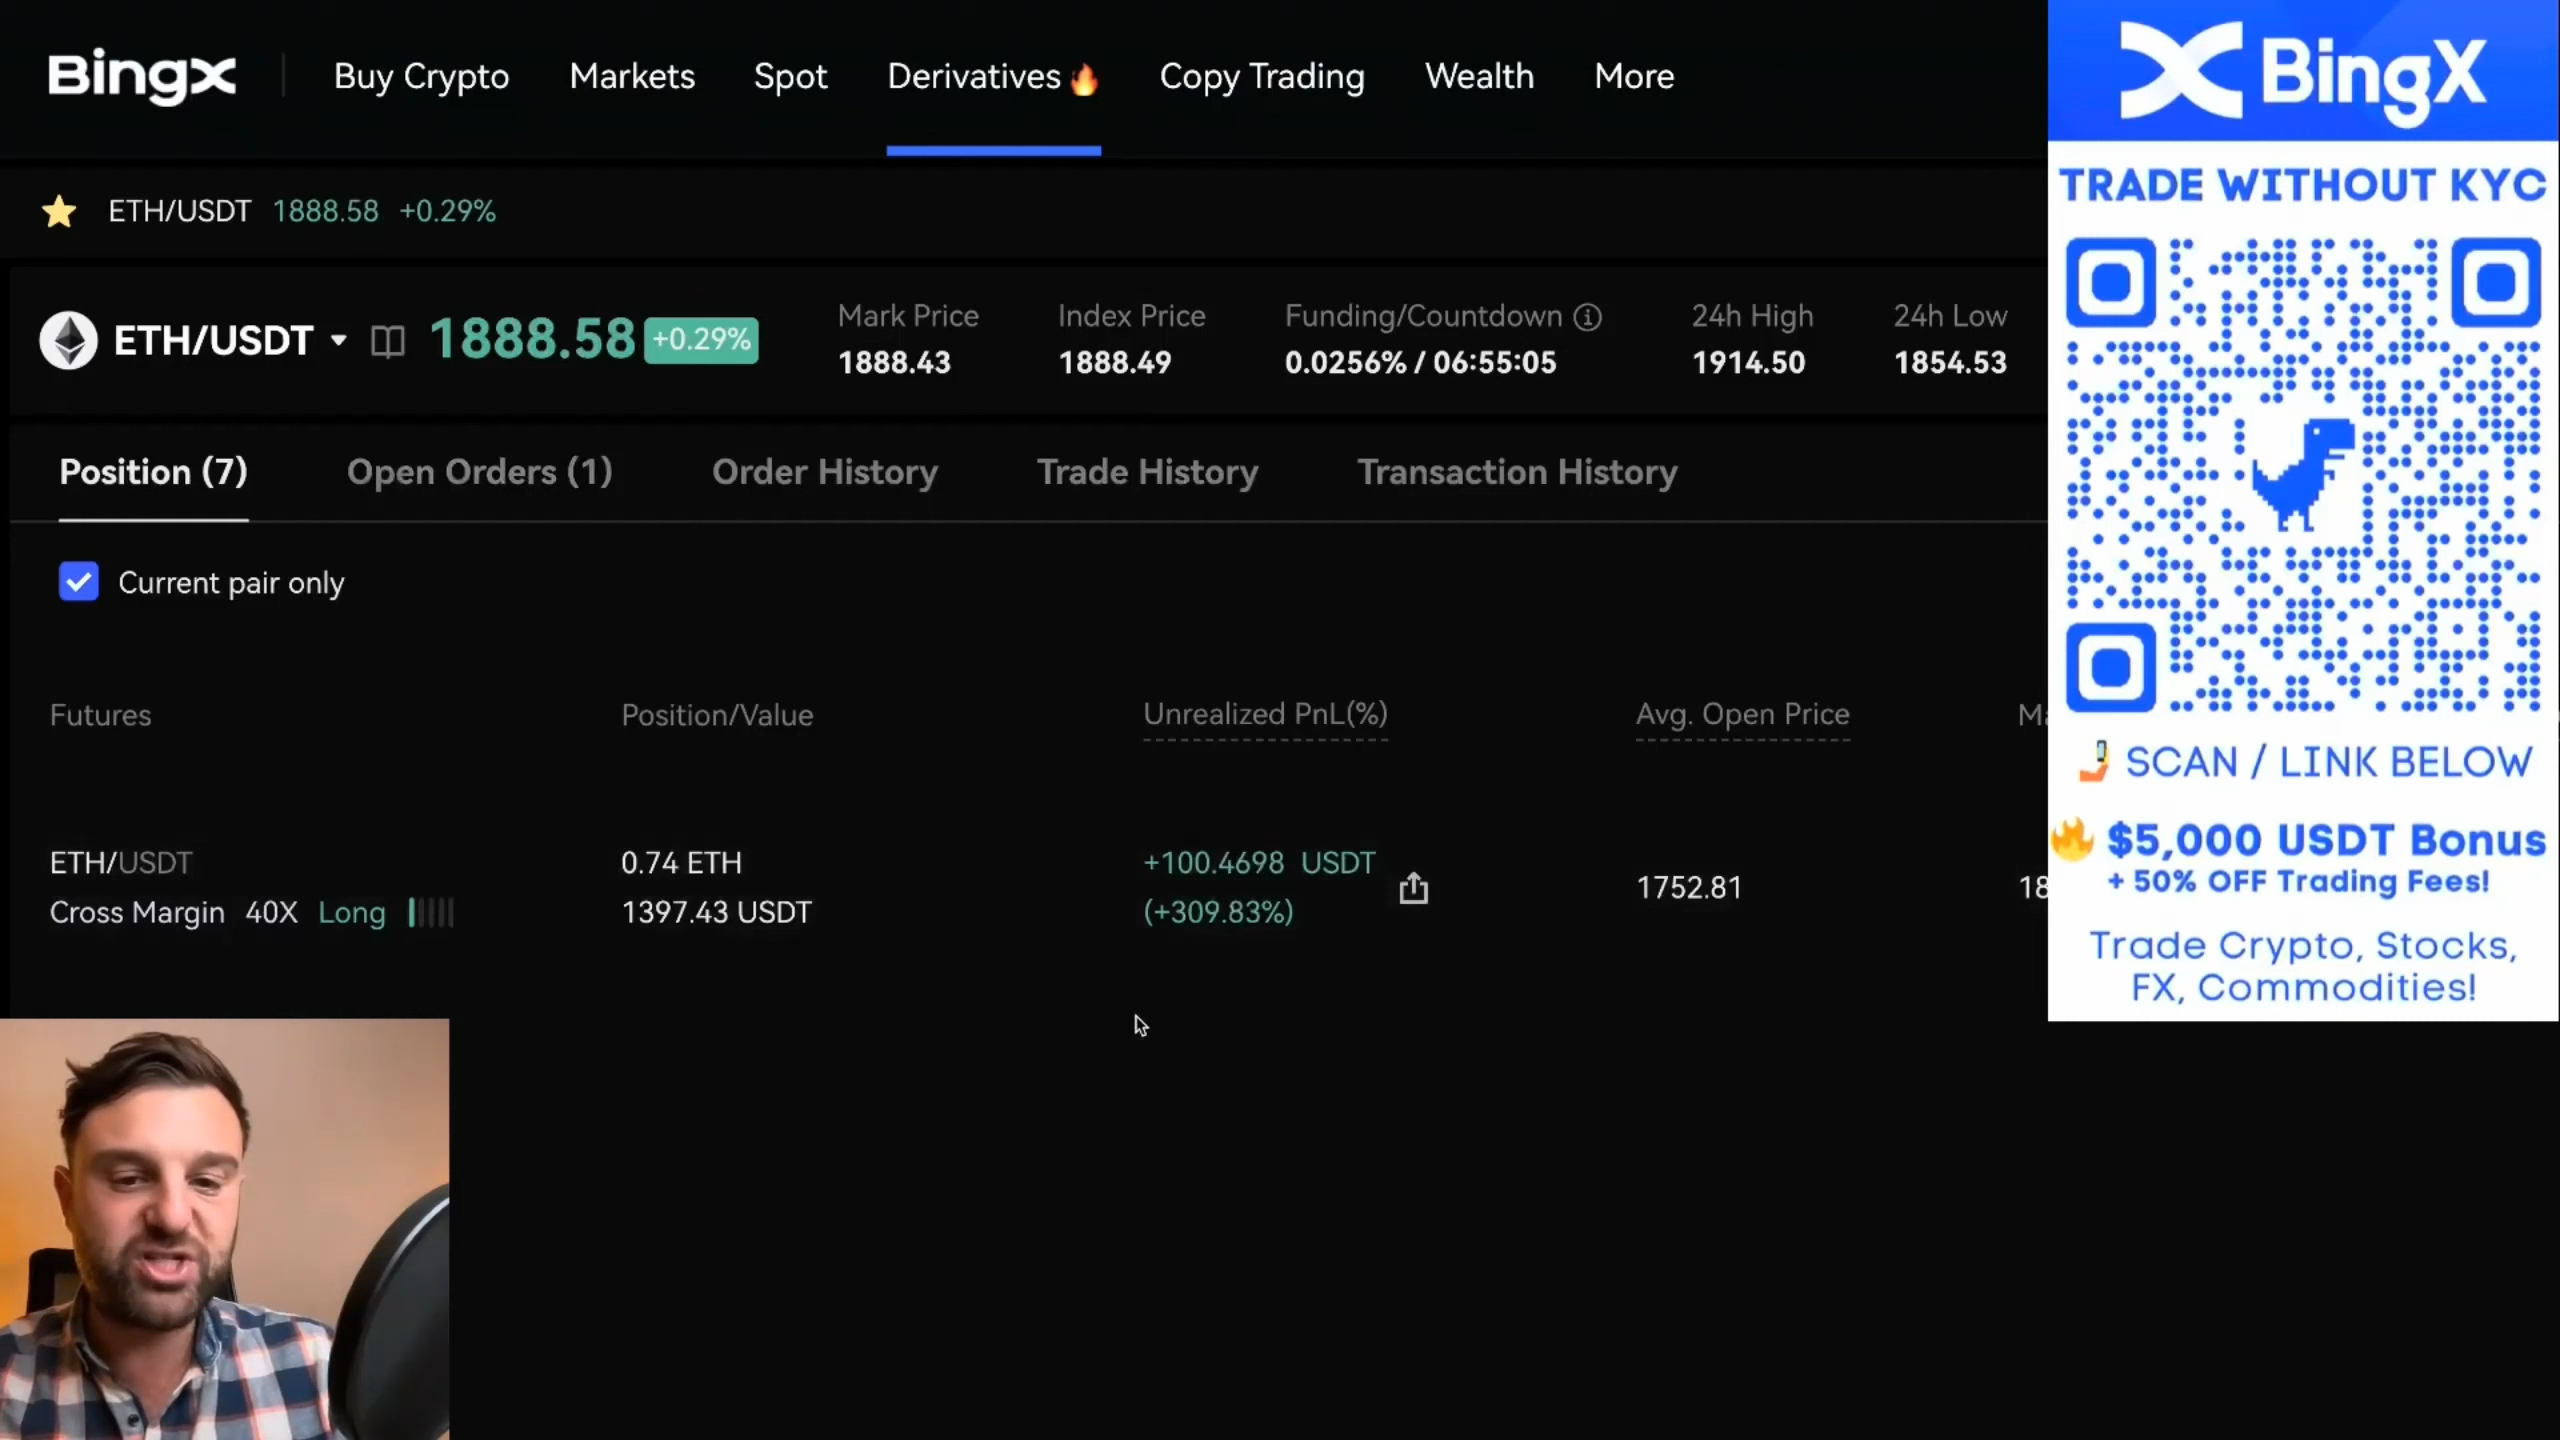 BingX
Buy Crypto
Markets
Spot
Derivatives
Copy Trading
Wealth
More
ETH/USDT 1888.58 +0.29%
ETH/USDT 1888.58 +0.29%
Mark Price
1888.43
Index Price
1888.49
Funding/Countdown
0.0256% / 06:55:05
24h High
1914.50
24h Low
1854.53
Position (7)
Open Orders (1)
Order History
Trade History
Transaction History
Current pair only
Futures
Position/Value
Unrealized PnL(%)
Avg. Open Price
ETH/USDT
Cross Margin 40X Long
0.74 ETH
1397.43 USDT
+100.4698 USDT
(+309.83%)
1752.81
18
BingX
TRADE WITHOUT KYC
SCAN / LINK BELOW
$5,000 USDT Bonus
+ 50% OFF Trading Fees!
Trade Crypto, Stocks,
FX, Commodities!